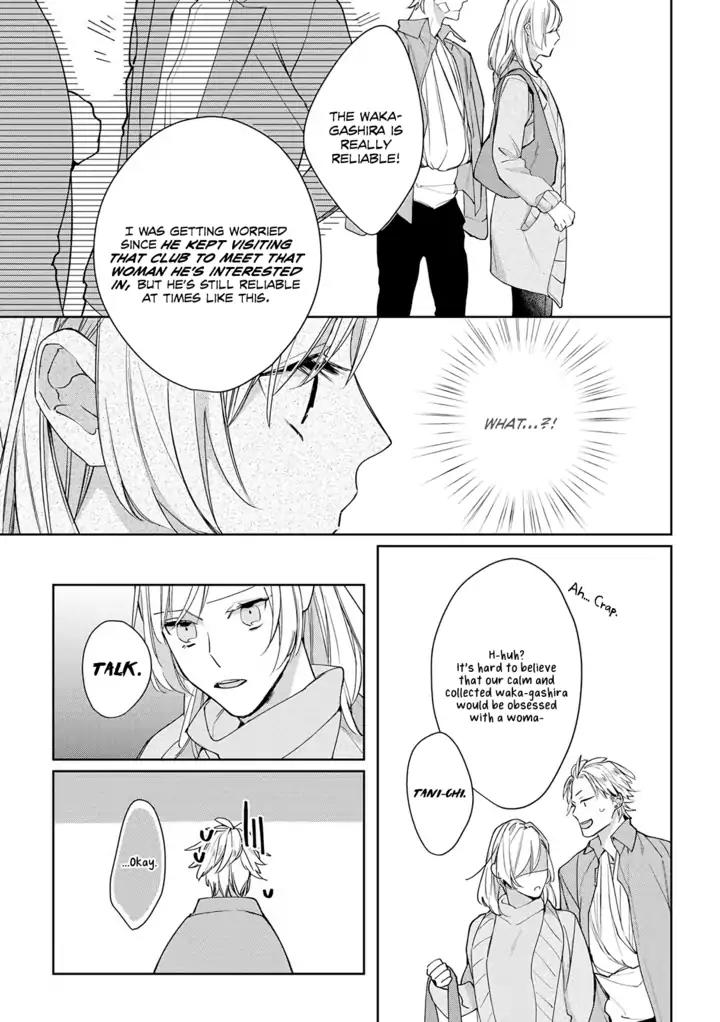 THE WAKA-
GASHIRA IS
REALLY
RELIABLE!
I WAS GETTING WORRIED
SINCE HE KEPT VISITING
THAT CLUB TO MEET THAT
WOMAN HE'S INTERESTED
IN, BUT HE'S STILL RELIABLE
AT TIMES LIKE THIS.
WHAT...?!
Ah... Crap.
H-huh?
It's hard to believe
that our calm and
collected waka-gashira
would be obsessed
with a woma-
TANI-CHI.
TALK.
...Okay.